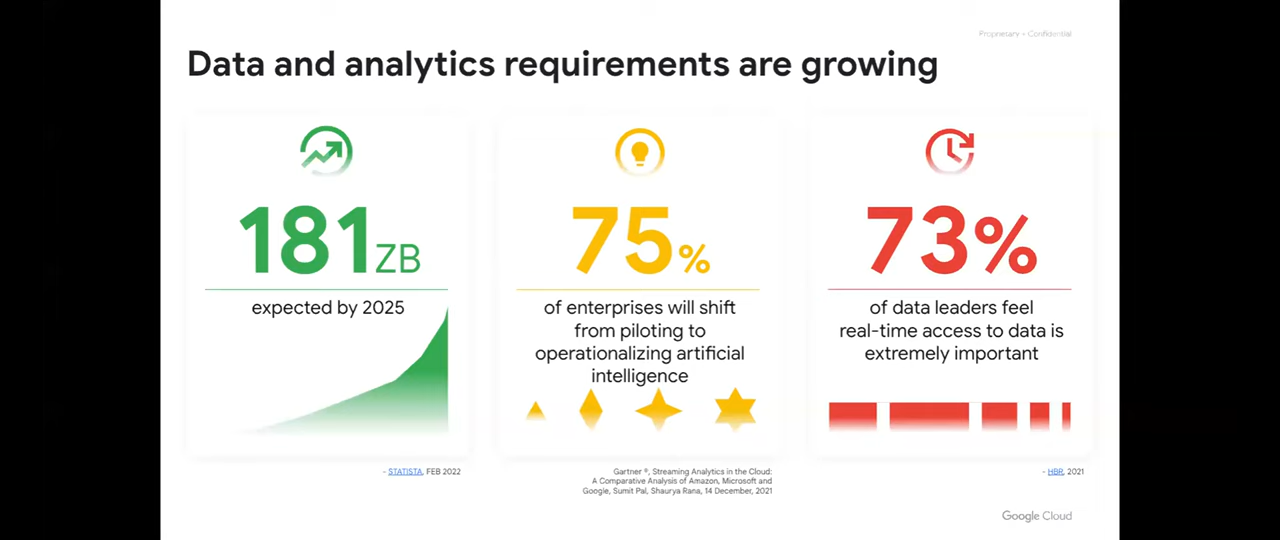 Proprietary + Confidential
Data and analytics requirements are growing
181ZB
expected by 2025
- STATISTA, FEB 2022
75%
of enterprises will shift
from piloting to
operationalizing artificial
intelligence
Gartner ®, Streaming Analytics in the Cloud:
A Comparative Analysis of Amazon, Microsoft and
Google, Sumit Pal, Shaurya Rana, 14 December, 2021
73%
of data leaders feel
real-time access to data is
extremely important
- HBR, 2021
Google Cloud